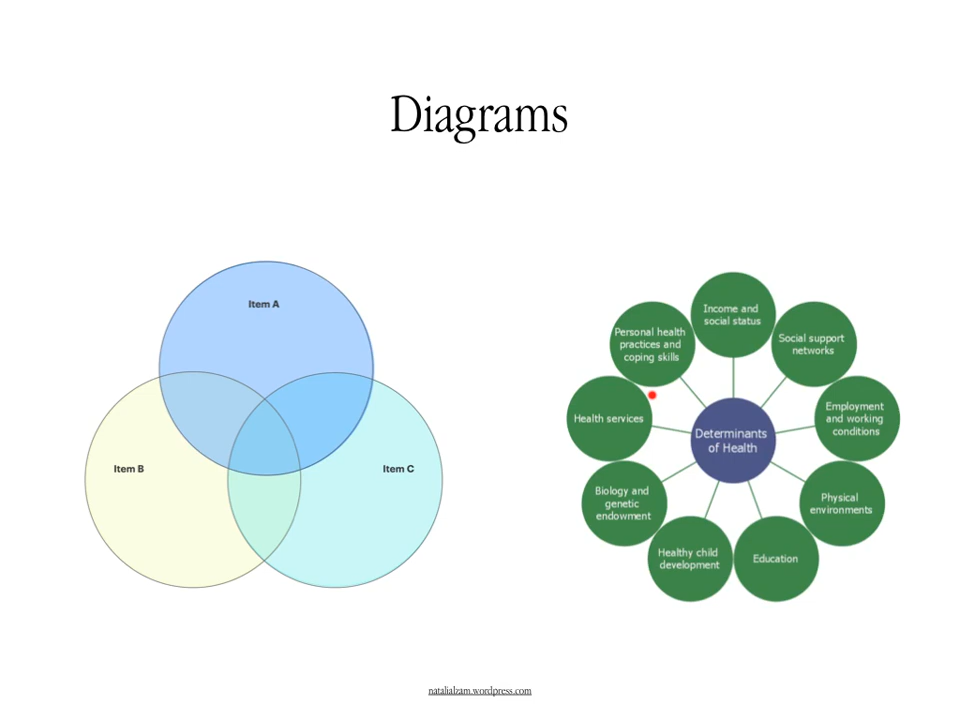 Diagrams
Item A
Item B
Item C
Income and
social status
Social support
networks
Employment
and working
conditions
Physical
environments
Education
Healthy child
development
Biology and
genetic
endowment
Health services
Personal health
practices and
coping skills
Determinants
of Health
natalialzam.wordpress.com